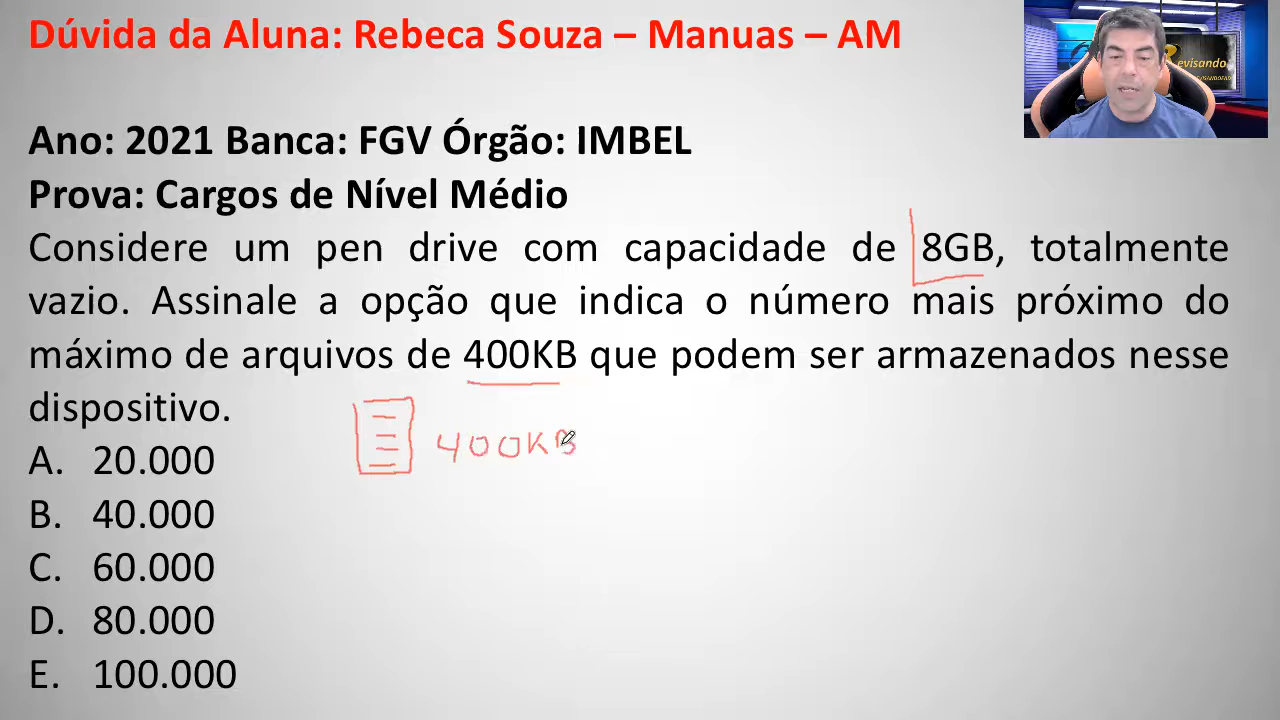 Dúvida da Aluna: Rebeca Souza – Manuas – AM
evisando
Ano: 2021 Banca: FGV Órgão: IMBEL
Prova: Cargos de Nível Médio
Considere um pen drive com capacidade de 8GB, totalmente
vazio. Assinale a opção que indica o número mais próximo do
máximo de arquivos de 400KB que podem ser armazenados nesse
dispositivo.
400KB
A. 20.000
B. 40.000
C. 60.000
D. 80.000
E. 100.000